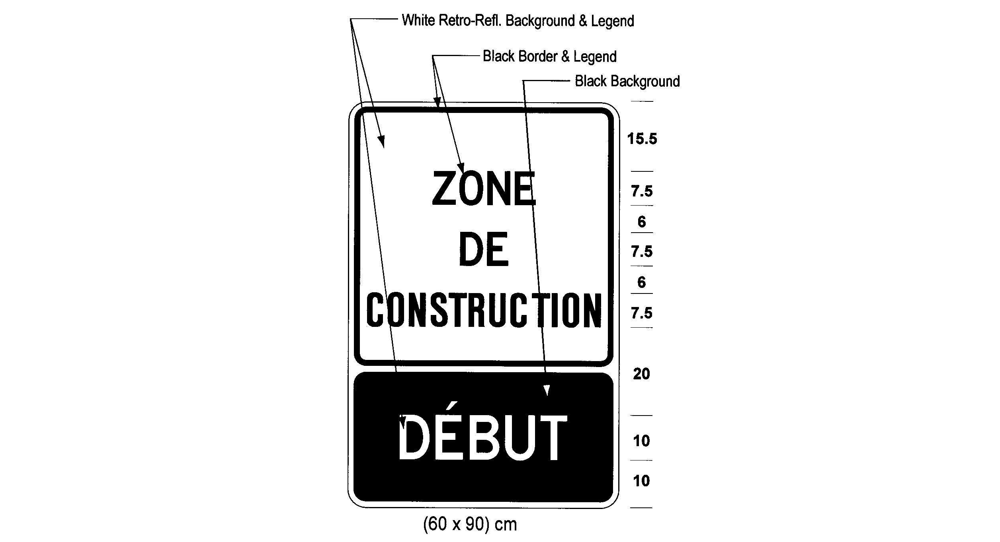 White Retro-Refl. Background & Legend
Black Border & Legend
Black Background
15.5
ZONE
7.5
6
DE
7.5
6
CONSTRUCTION
7.5
20
DÉBUT
10
10
(60 x 90) cm